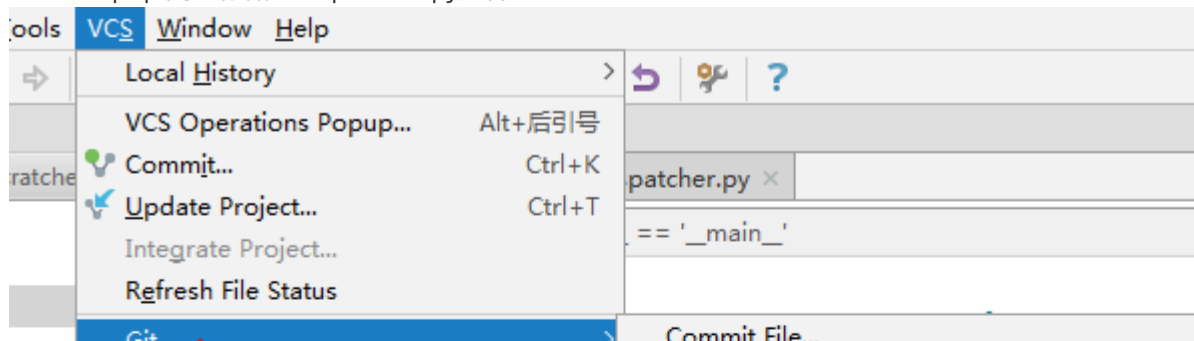 ools VCS Window Help
Local History
VCS Operations Popup... Alt+后引号
Commit... Ctrl+K
ratche
patcher.py
Update Project... Ctrl+T
== '__main__'
Integrate Project...
Refresh File Status
Git
Commit File...